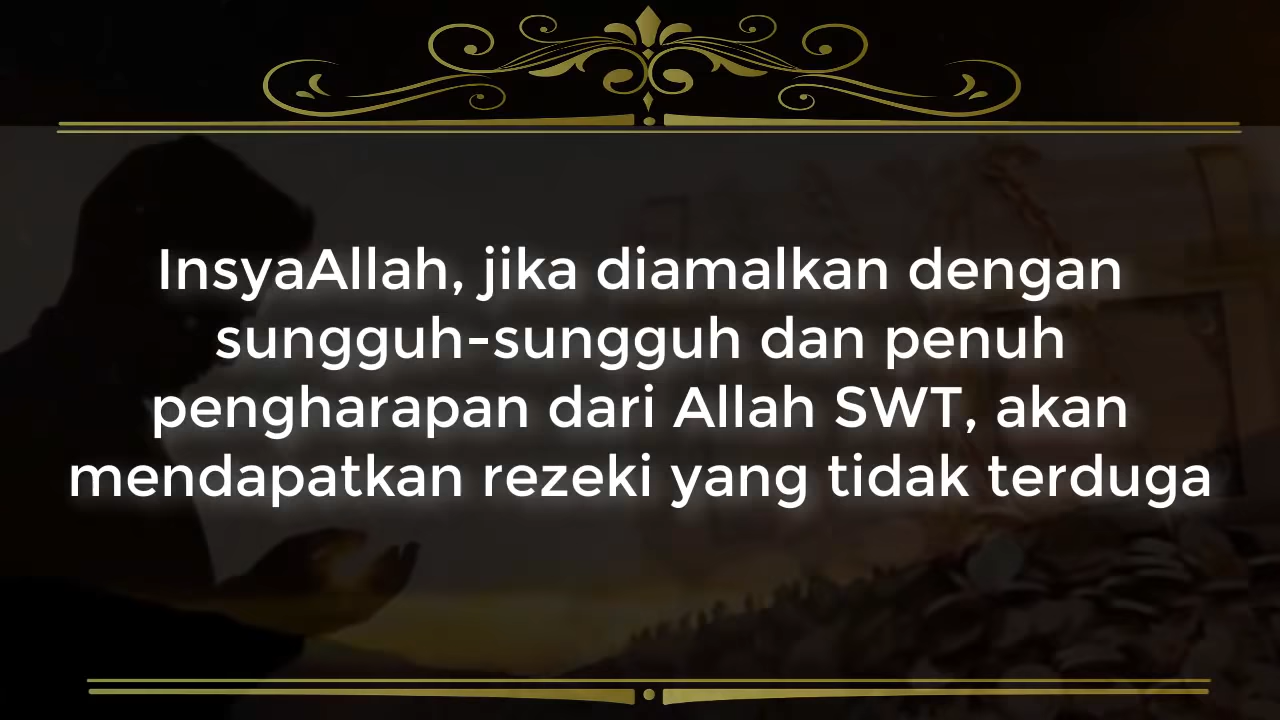 InsyaAllah, jika diamalkan dengan
sungguh-sungguh dan penuh
pengharapan dari Allah SWT, akan
mendapatkan rezeki yang tidak terduga